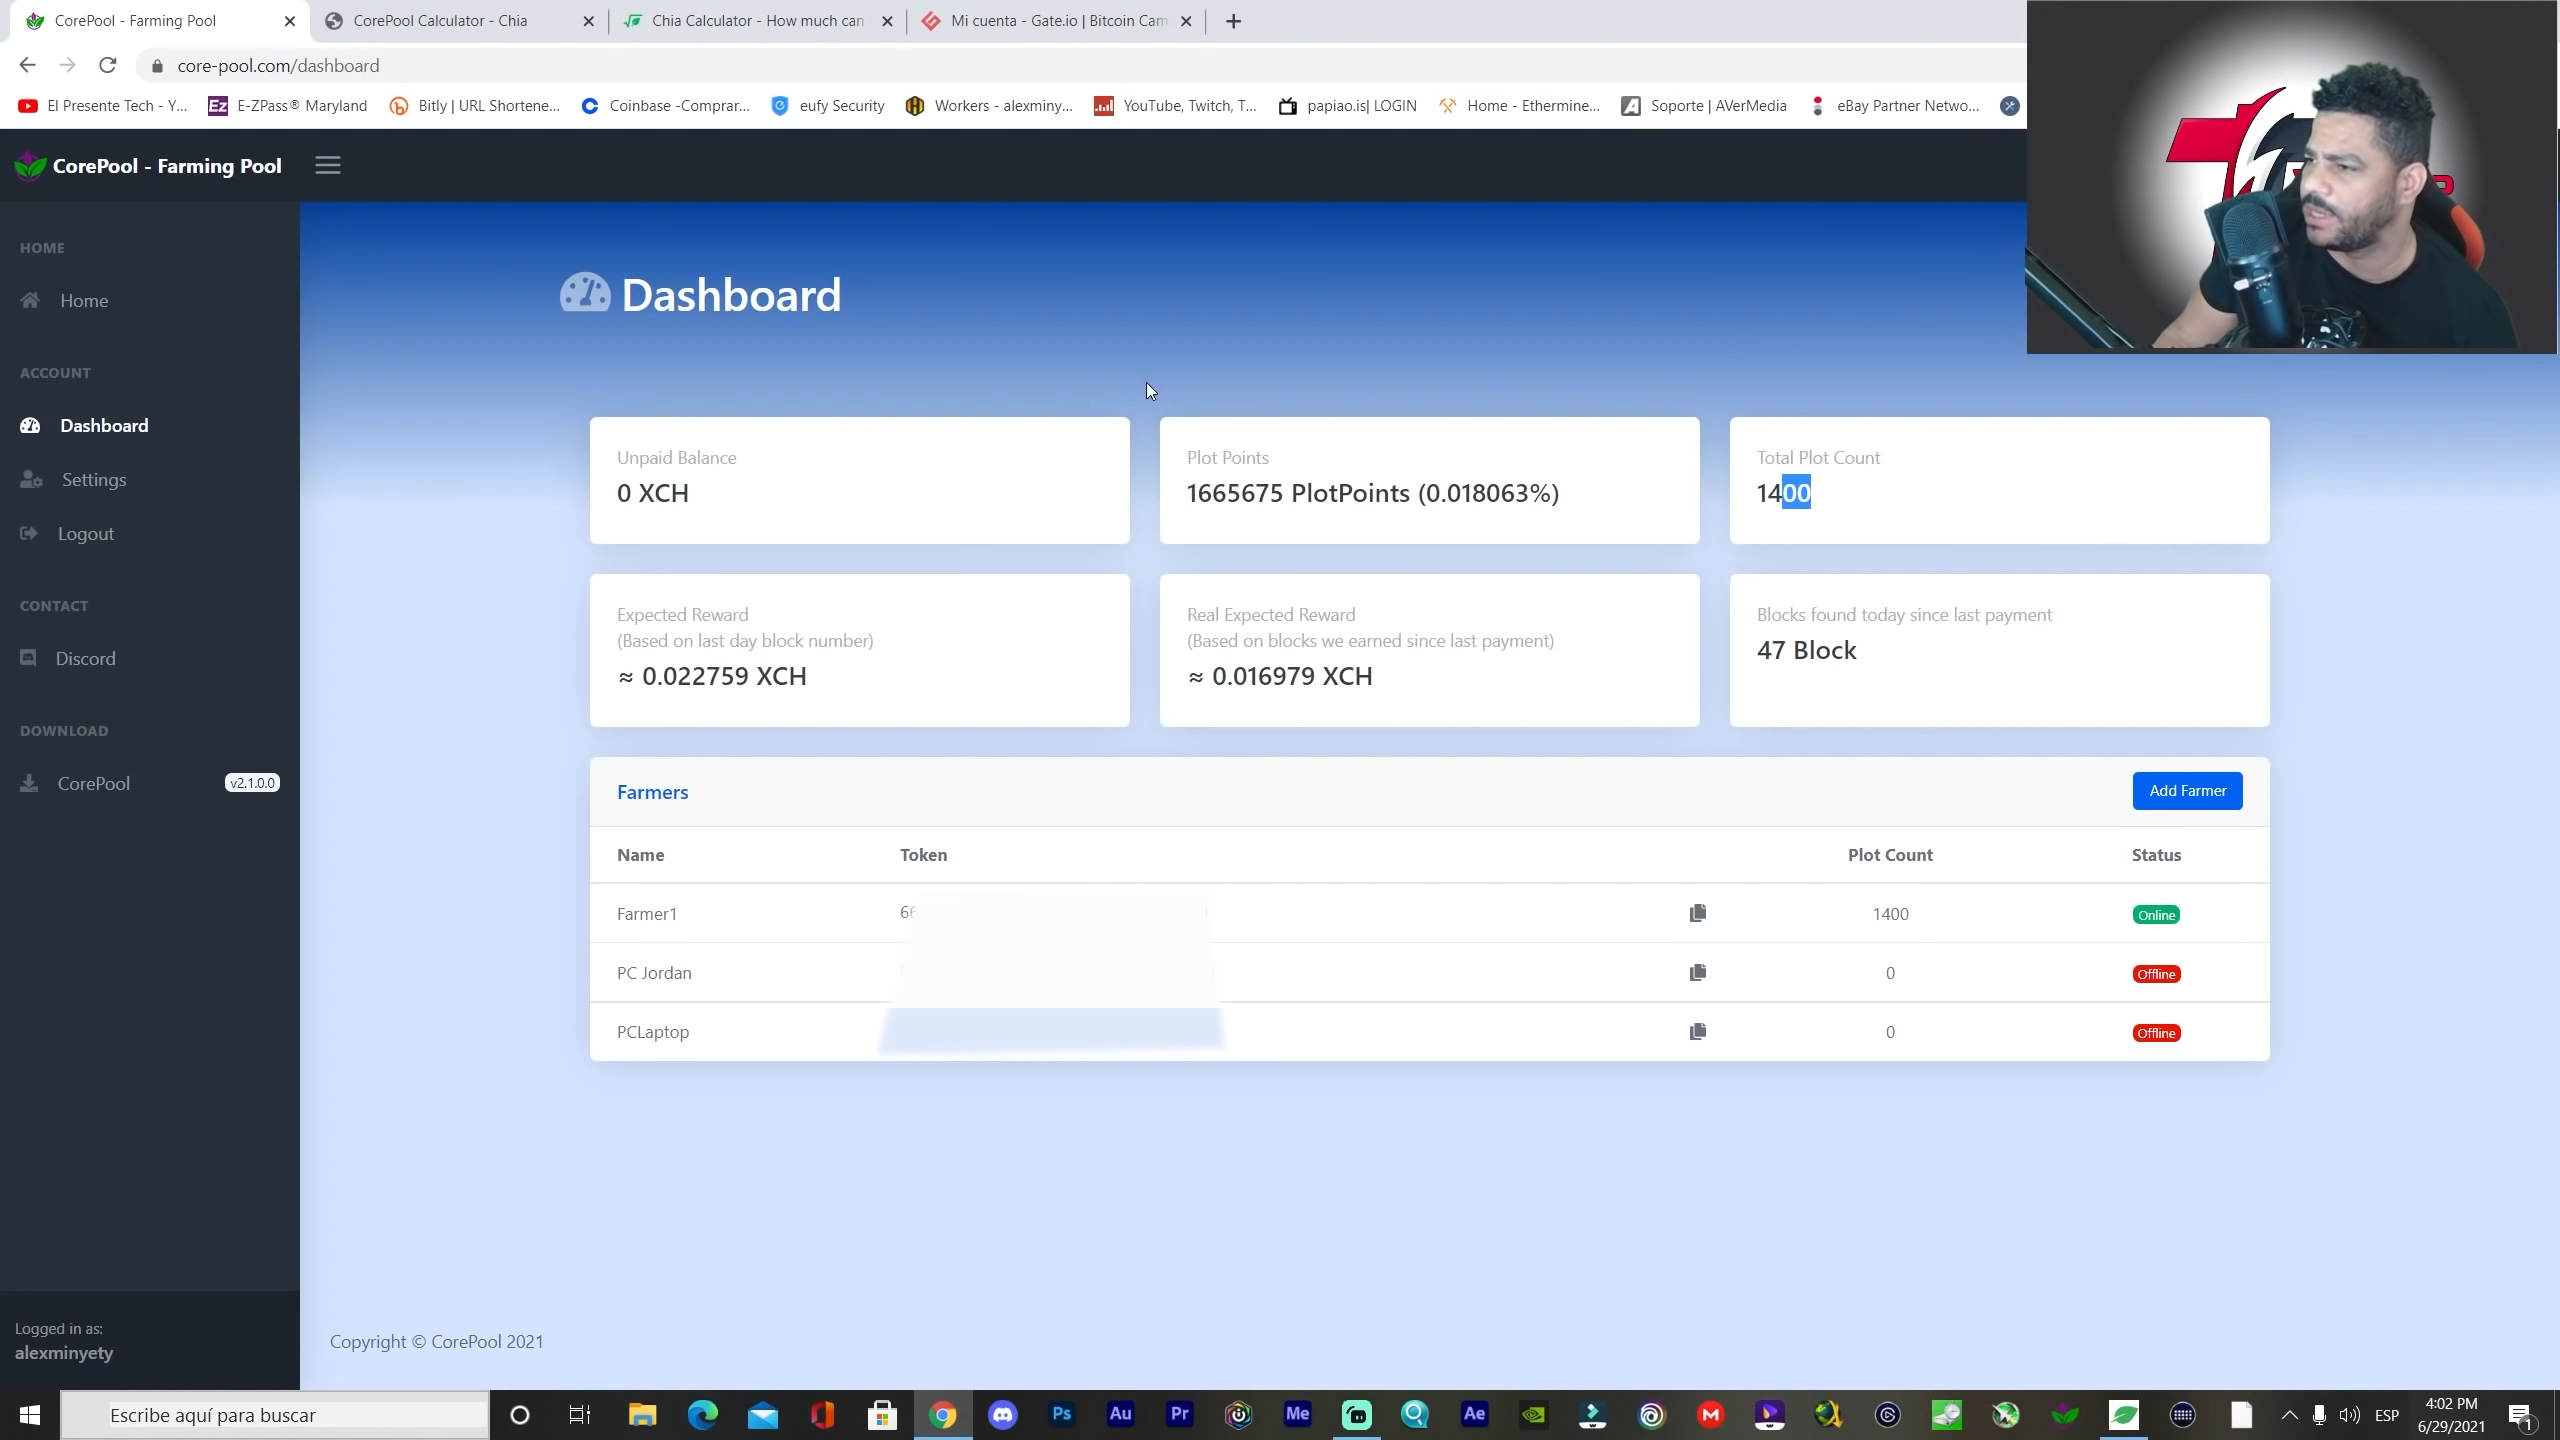 CorePool - Farming Pool
CorePool Calculator - Chia
Chia Calculator - How much can
Mi cuenta - Gate.io | Bitcoin Cam
core-pool.com/dashboard
El Presente Tech - Y...
E-ZPass® Maryland
Bitly | URL Shortene...
Coinbase -Comprar...
eufy Security
Workers - alexminy...
YouTube, Twitch, T...
papiao.is| LOGIN
Home - Ethermine...
Soporte | AVerMedia
eBay Partner Netwo...
CorePool - Farming Pool
HOME
Home
ACCOUNT
Dashboard
Settings
Logout
CONTACT
Discord
DOWNLOAD
CorePool v2.1.0.0
Dashboard
Unpaid Balance
0 XCH
Plot Points
1665675 PlotPoints (0.018063%)
Total Plot Count
1400
Expected Reward
(Based on last day block number)
≈ 0.022759 XCH
Real Expected Reward
(Based on blocks we earned since last payment)
≈ 0.016979 XCH
Blocks found today since last payment
47 Block
Farmers
Add Farmer
Name Token Plot Count Status
Farmer1 66 1400 Online
PC Jordan 0 Offline
PCLaptop 0 Offline
Logged in as:
alexminyety
Copyright © CorePool 2021
Escribe aquí para buscar
Ps
Au
Pr
Me
Ae
ESP
4:02 PM
6/29/2021
1